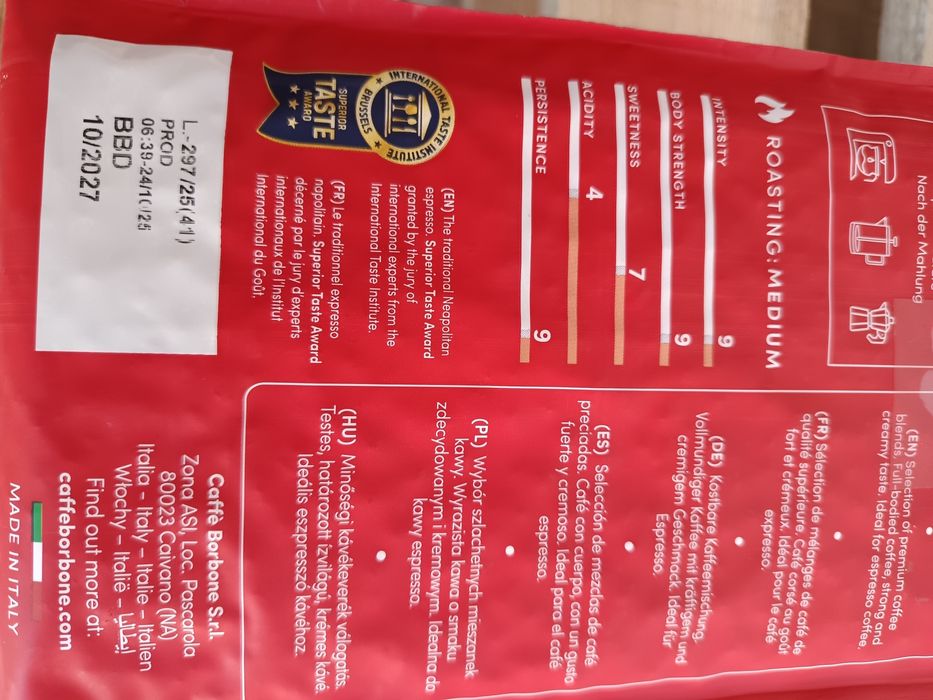 Nach der Mahlung
ROASTING: MEDIUM
INTENSITY
9
BODY STRENGTH
9
SWEETNESS
7
ACIDITY
4
PERSISTENCE
9
INTERNATIONAL TASTE INSTITUTE
BRUSSELS
SUPERIOR
TASTE
AWARD
(EN) The traditional Neapolitan
espresso. Superior Taste Award
granted by the jury of
international experts from the
International Taste Institute.
(FR) Le traditionnel expresso
napolitain. Superior Taste Award
décerné par le jury d'experts
internationaux de l'Institut
International du Goût.
L.-297/25(41)
PROD
06:39-24/10/25
BBD
10/2027
(EN) Selection of premium coffee
blends. Full-bodied coffee, strong and
creamy taste. Ideal for espresso coffee.
(FR) Sélection de mélanges de café de
qualité supérieure. Café corsé au goût
fort et crémeux. Idéal pour le café
expresso.
(DE) Kostbare Kaffeemischung.
Vollmundiger Kaffee mit kräftigem und
cremigem Geschmack. Ideal für
Espresso.
(ES) Selección de mezclas de café
preciadas. Café con cuerpo, con un gusto
fuerte y cremoso. Ideal para el café
espresso.
(PL) Wybór szlachetnych mieszanek
kawy. Wyrazista kawa o smaku
zdecydowanym i kremowym. Idealna do
kawy espresso.
(HU) Minőségi kávékeverek válogatás.
Testes, határozott ízvilágú, krémes kávé.
Ideális eszpresszó kávéhoz.
Caffè Borbone S.r.l.
Zona ASI, Loc. Pascarola
80023 Caivano (NA)
Italia - Italy - Italie - Italien
Włochy - Italië - إيطاليا
Find out more at:
caffeborbone.com
MADE IN ITALY